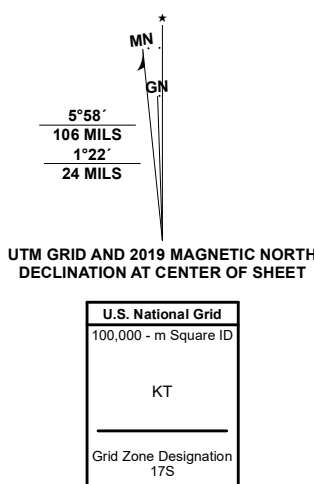 ★
MN
GN
5°58´
106 MILS
1°22´
24 MILS
UTM GRID AND 2019 MAGNETIC NORTH
DECLINATION AT CENTER OF SHEET
U.S. National Grid
100,000 - m Square ID
KT
Grid Zone Designation
17S